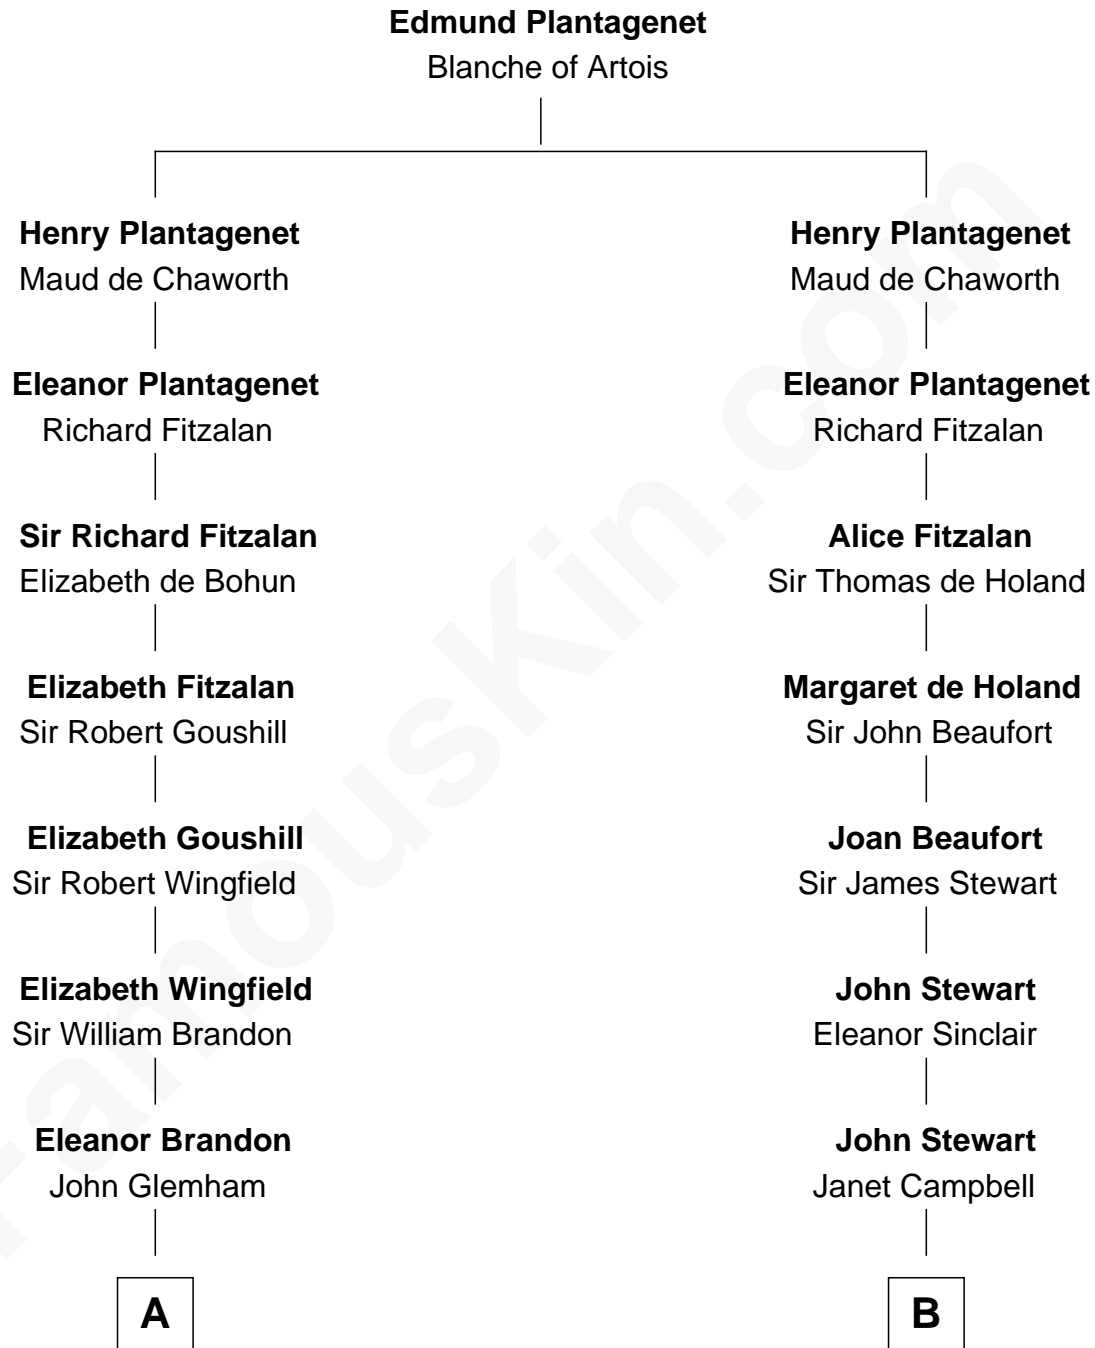 Edmund Plantagenet
Blanche of Artois
Henry Plantagenet
Maud de Chaworth
Eleanor Plantagenet
Richard Fitzalan
Sir Richard Fitzalan
Elizabeth de Bohun
Elizabeth Fitzalan
Sir Robert Goushill
Elizabeth Goushill
Sir Robert Wingfield
Elizabeth Wingfield
Sir William Brandon
Eleanor Brandon
John Glemham
A
Henry Plantagenet
Maud de Chaworth
Eleanor Plantagenet
Richard Fitzalan
Alice Fitzalan
Sir Thomas de Holand
Margaret de Holand
Sir John Beaufort
Joan Beaufort
Sir James Stewart
John Stewart
Eleanor Sinclair
John Stewart
Janet Campbell
B
FamousKin.com